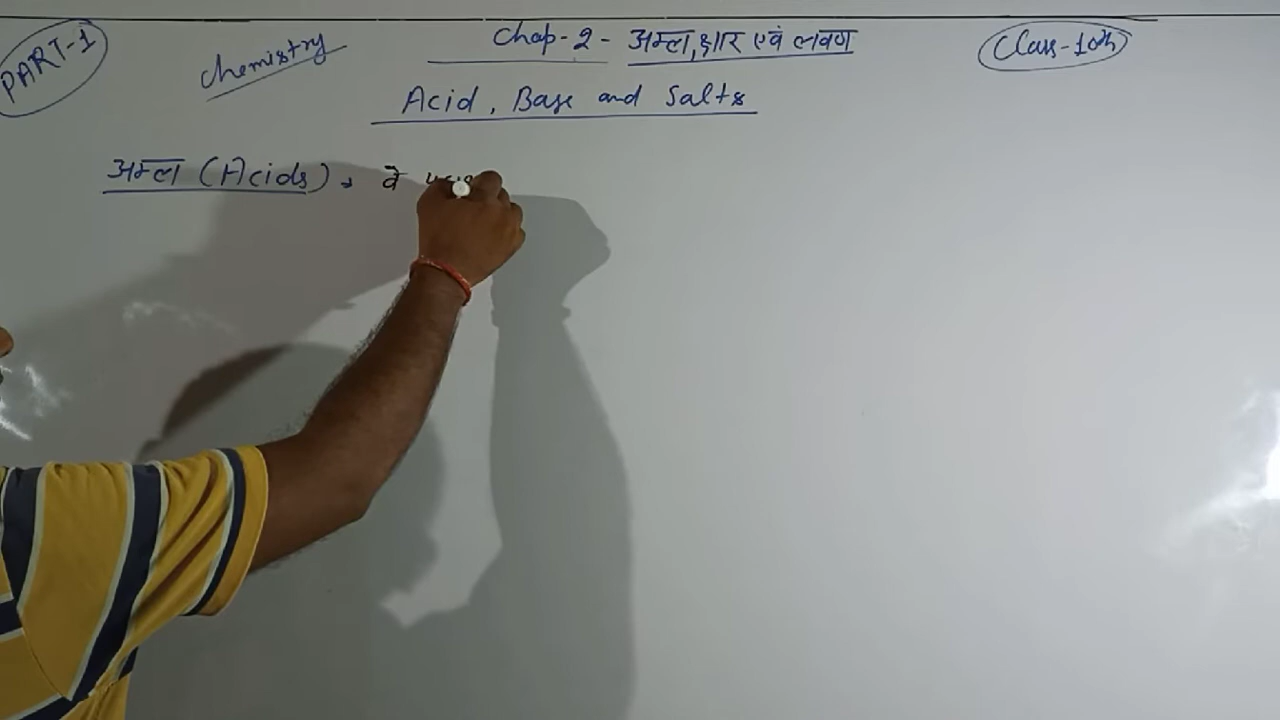 PART-1 Chemistry Chap-2- अम्ल,क्षार एवं लवण Class-10th
Acid, Base and Salts
अम्ल (Acids), वे